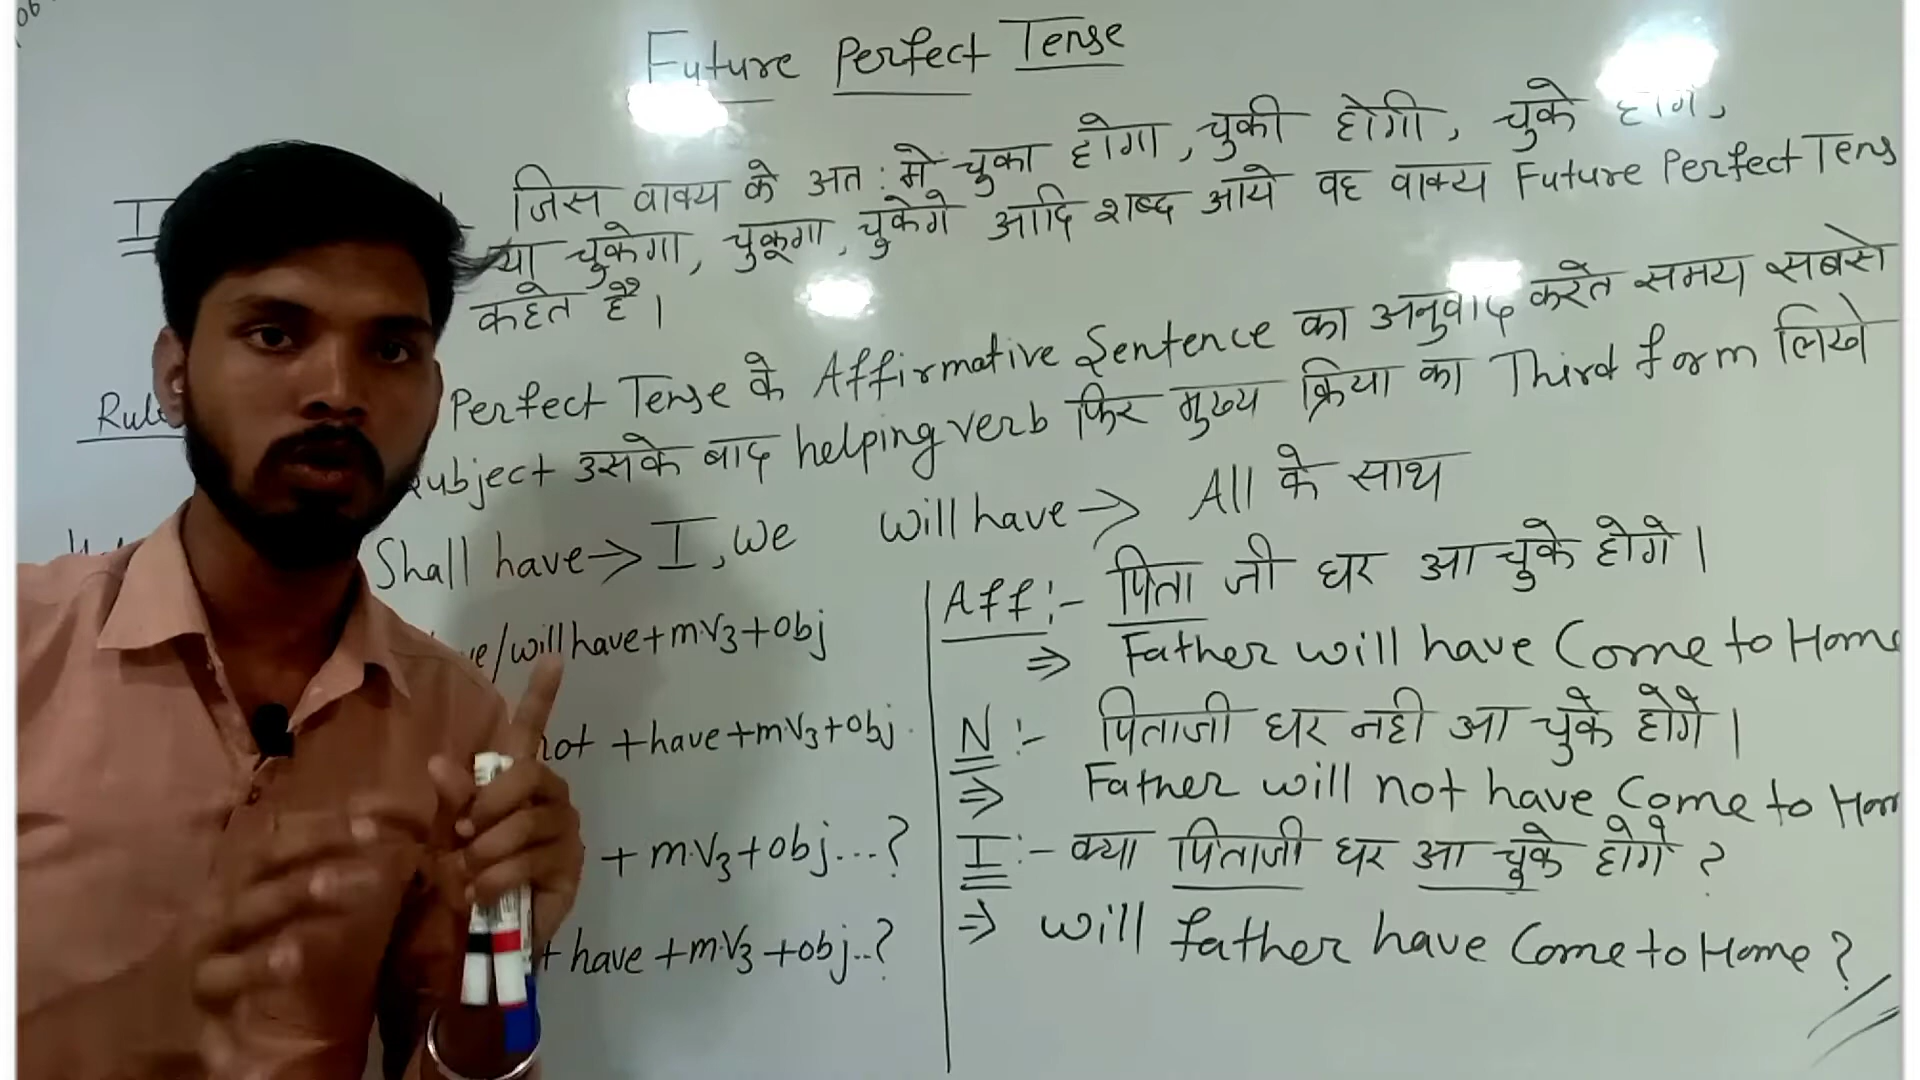 Future Perfect Tense
जिस वाक्य के अत: मे चुका होगा, चुकी होगी, चुके होगे,
या चुकेगा, चुकूगा, चुकेगे आदि शब्द आये वह वाक्य Future Perfect Tens
कहेत है।
Rule Perfect Tense के Affirmative Sentence का अनुवाद करेत समय सबसे
Subject उसके बाद helping verb फिर मुख्य क्रिया का Third form लिखे
Shall have → I, we will have → All के साथ
ve/will have + m.v3 + obj
not + have + m.v3 + obj.
+ m.v3 + obj...?
+ have + m.v3 + obj..?
Aff:- पिता जी घर आ चुके होगे।
⇒ Father will have Come to Home
N:- पिताजी घर नही आ चुके होगे।
⇒ Father will not have Come to Hom
I:- क्या पिताजी घर आ चुके होगे?
⇒ will father have Come to Home?